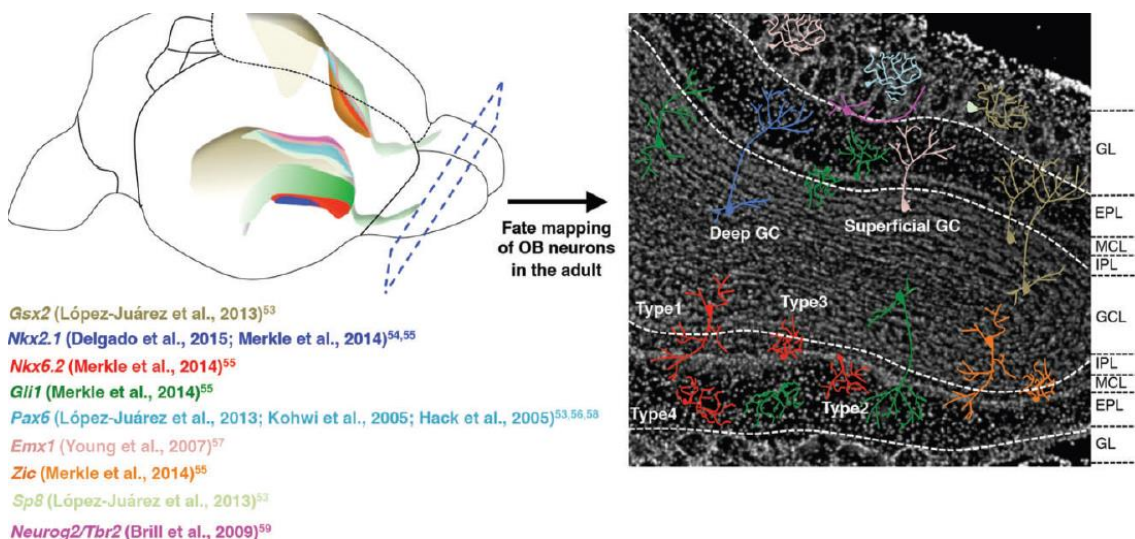 Fate mapping
of OB neurons
in the adult
Gsx2 (López-Juárez et al., 2013)53
Nkx2.1 (Delgado et al., 2015; Merkle et al., 2014)54,55
Nkx6.2 (Merkle et al., 2014)55
Gli1 (Merkle et al., 2014)55
Pax6 (López-Juárez et al., 2013; Kohwi et al., 2005; Hack et al., 2005)53,56,58
Emx1 (Young et al., 2007)57
Zic (Merkle et al., 2014)55
Sp8 (López-Juárez et al., 2013)53
Neurog2/Tbr2 (Brill et al., 2009)59
Deep GC
Superficial GC
Type1
Type3
Type2
Type4
GL
EPL
MCL
IPL
GCL
IPL
MCL
EPL
GL